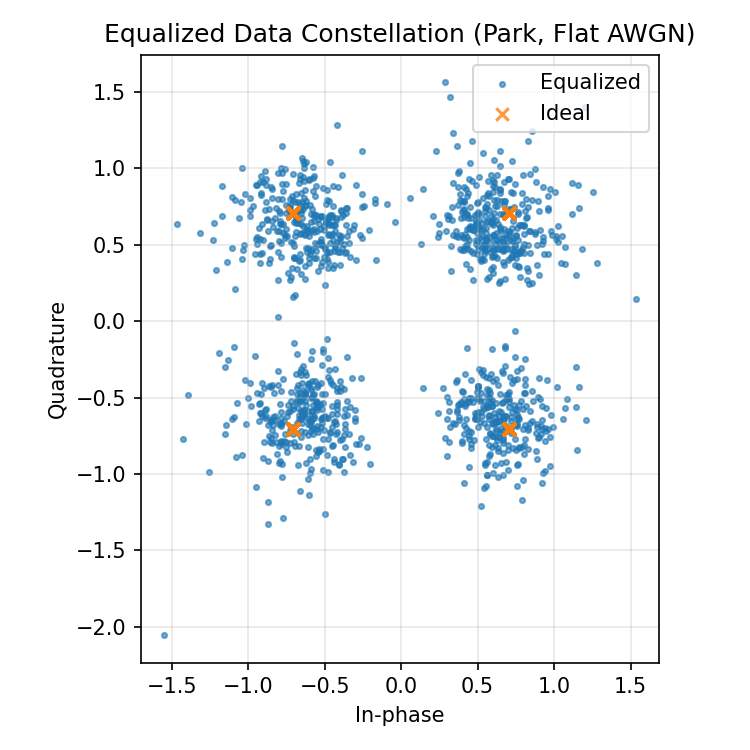 Equalized Data Constellation (Park, Flat AWGN)
Equalized
Ideal
1.5
1.0
0.5
0.0
−0.5
−1.0
−1.5
−2.0
Quadrature
−1.5 −1.0 −0.5 0.0 0.5 1.0 1.5
In-phase